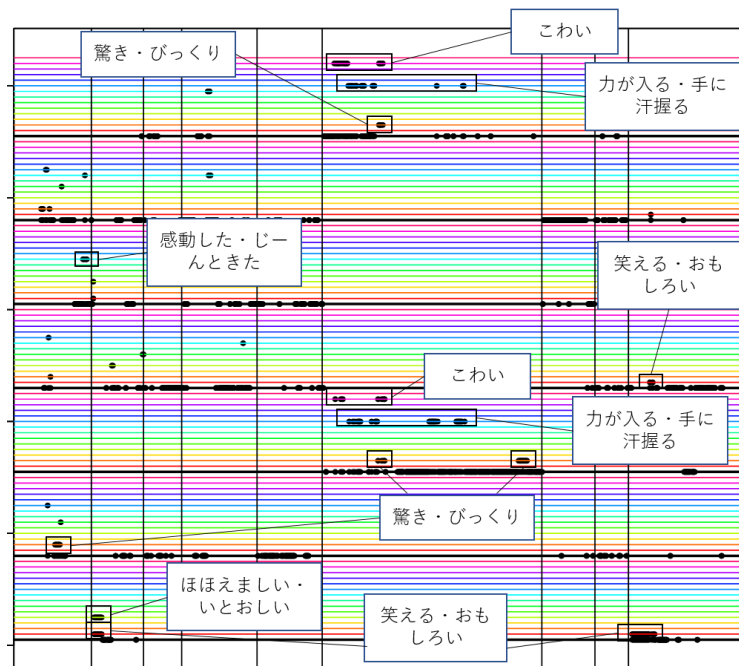 こわい
驚き・びっくり
力が入る・手に
汗握る
感動した・じー
んときた
笑える・おも
しろい
こわい
力が入る・手に
汗握る
驚き・びっくり
ほほえましい・
いとおしい
笑える・おも
しろい